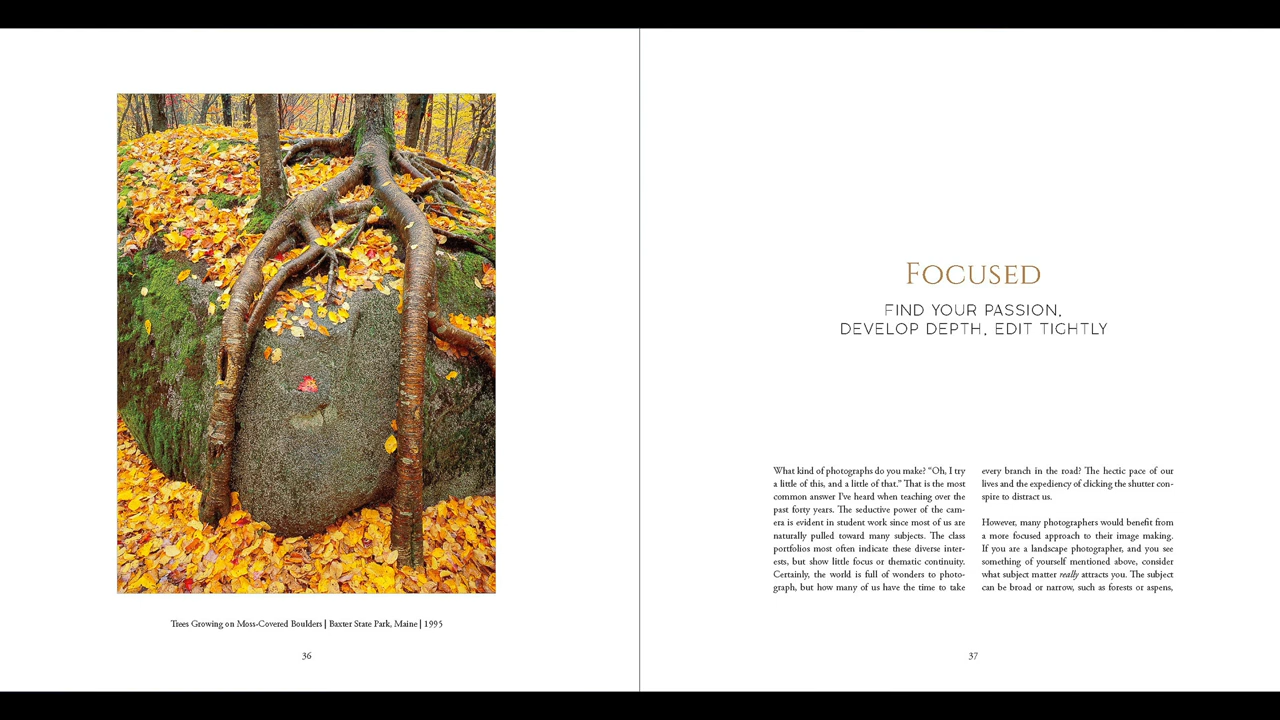 Trees Growing on Moss-Covered Boulders | Baxter State Park, Maine | 1995
36
FOCUSED
FIND YOUR PASSION,
DEVELOP DEPTH, EDIT TIGHTLY
What kind of photographs do you make? “Oh, I try
a little of this, and a little of that.” That is the most
common answer I’ve heard when teaching over the
past forty years. The seductive power of the cam-
era is evident in student work since most of us are
naturally pulled toward many subjects. The class
portfolios most often indicate these diverse inter-
ests, but show little focus or thematic continuity.
Certainly, the world is full of wonders to photo-
graph, but how many of us have the time to take
every branch in the road? The hectic pace of our
lives and the expediency of clicking the shutter con-
spire to distract us.
However, many photographers would benefit from
a more focused approach to their image making.
If you are a landscape photographer, and you see
something of yourself mentioned above, consider
what subject matter really attracts you. The subject
can be broad or narrow, such as forests or aspens,
37